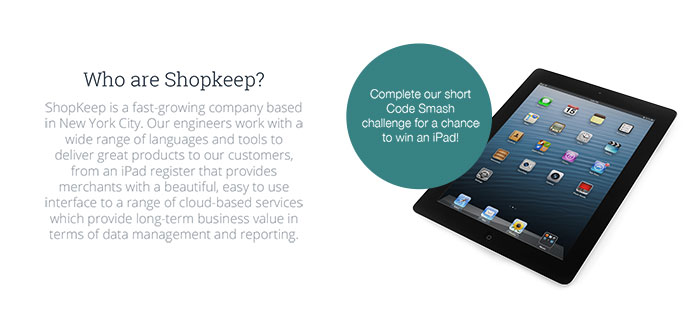 Who are Shopkeep?
ShopKeep is a fast-growing company based
in New York City. Our engineers work with a
wide range of languages and tools to
deliver great products to our customers,
from an iPad register that provides
merchants with a beautiful, easy to use
interface to a range of cloud-based services
which provide long-term business value in
terms of data management and reporting.
Complete our short
Code Smash
challenge for a chance
to win an iPad!